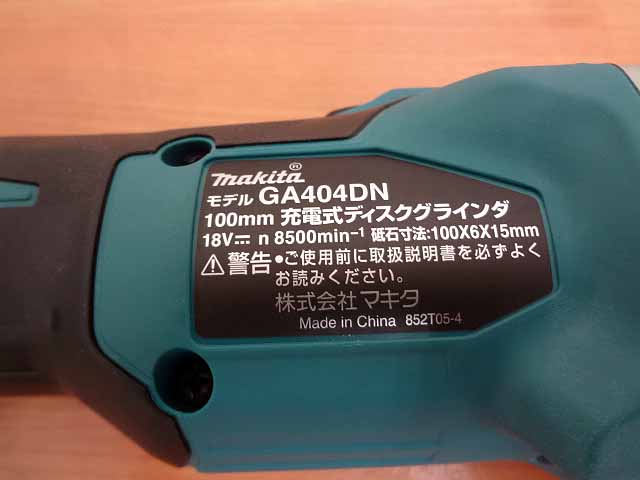 makita®
モデル GA404DN
100mm 充電式ディスクグラインダ
18V⎓ n 8500min⁻¹ 砥石寸法:100X6X15mm
⚠警告 ●ご使用前に取扱説明書を必ずよく
お読みください。
株式会社 マキタ
Made in China 852T05-4